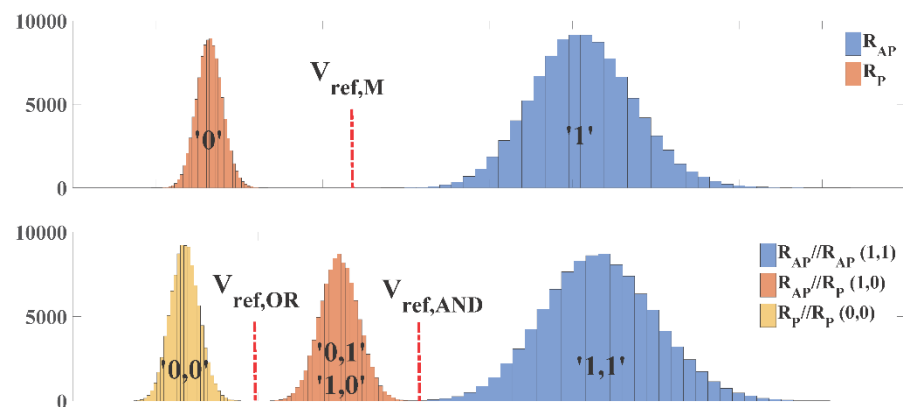 10000
5000
0
V_ref,M
'0'
'1'
R_AP
R_P
10000
5000
0
V_ref,OR
V_ref,AND
'0,0'
'0,1'
'1,0'
'1,1'
R_AP//R_AP (1,1)
R_AP//R_P (1,0)
R_P//R_P (0,0)